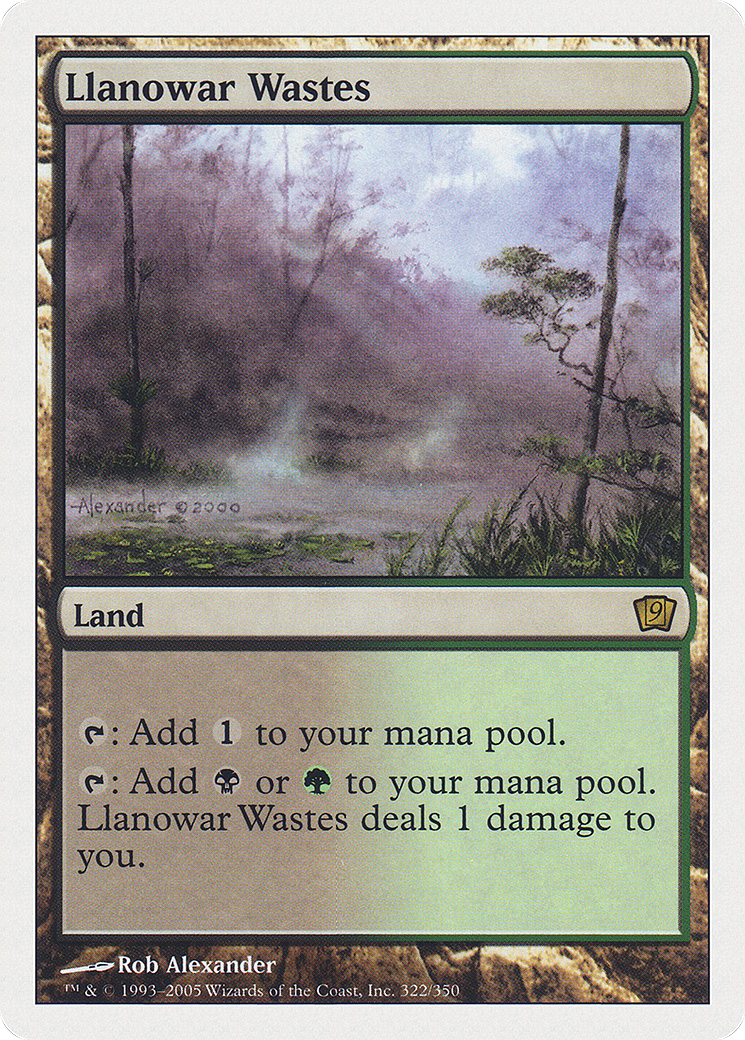 Llanowar Wastes
Alexander © 2000
Land
9
: Add 1 to your mana pool.
: Add or to your mana pool.
Llanowar Wastes deals 1 damage to
you.
Rob Alexander
™ & © 1993–2005 Wizards of the Coast, Inc. 322/350